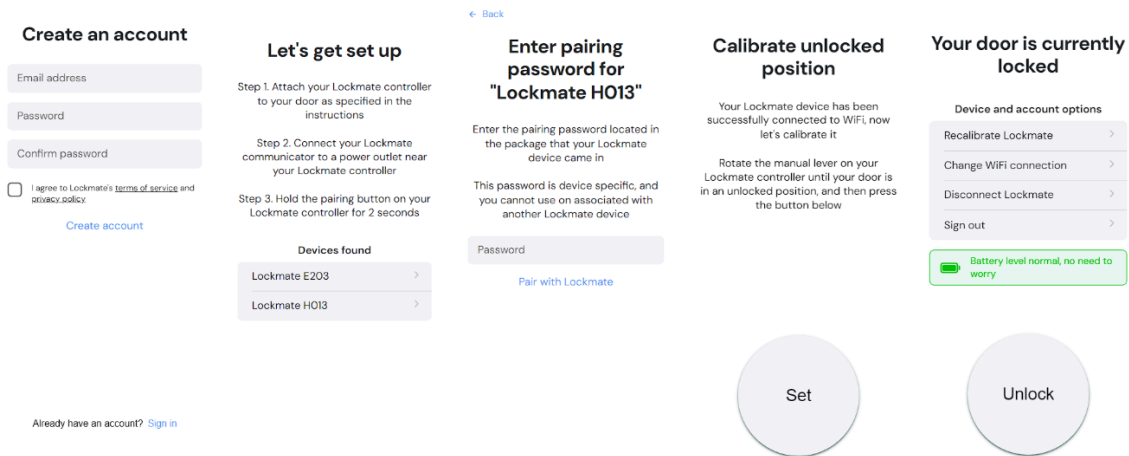 Create an account
Email address
Password
Confirm password
I agree to Lockmate's terms of service and
privacy policy
Create account
Already have an account? Sign in
Let's get set up
Step 1. Attach your Lockmate controller
to your door as specified in the
instructions
Step 2. Connect your Lockmate
communicator to a power outlet near
your Lockmate controller
Step 3. Hold the pairing button on your
Lockmate controller for 2 seconds
Devices found
Lockmate E203
Lockmate H013
Back
Enter pairing
password for
"Lockmate H013"
Enter the pairing password located in
the package that your Lockmate
device came in
This password is device specific, and
you cannot use on associated with
another Lockmate device
Password
Pair with Lockmate
Calibrate unlocked
position
Your Lockmate device has been
successfully connected to WiFi, now
let's calibrate it
Rotate the manual lever on your
Lockmate controller until your door is
in an unlocked position, and then press
the button below
Set
Your door is currently
locked
Device and account options
Recalibrate Lockmate
Change WiFi connection
Disconnect Lockmate
Sign out
Battery level normal, no need to
worry
Unlock